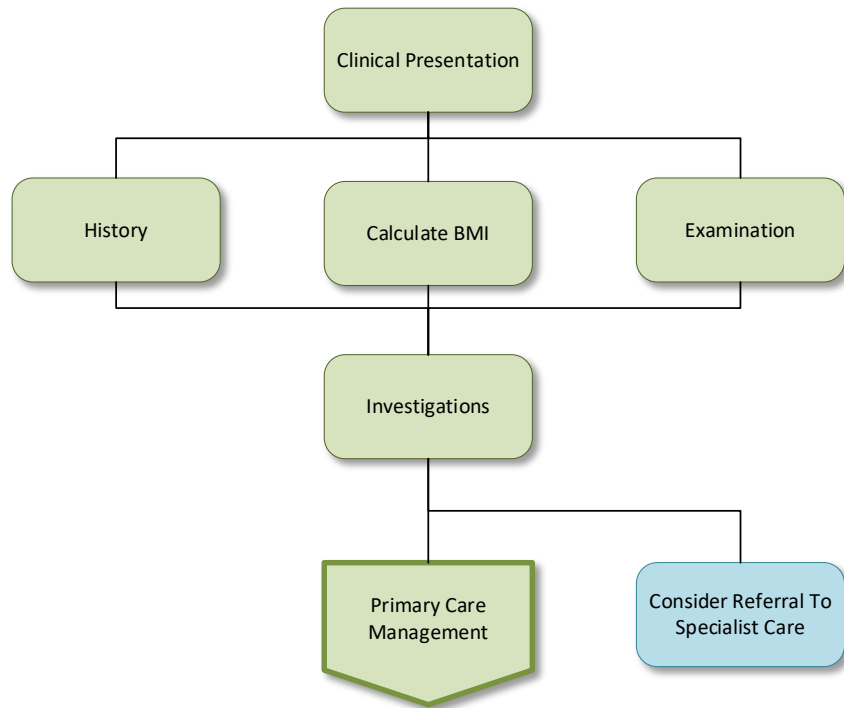 Clinical Presentation
History
Calculate BMI
Examination
Investigations
Primary Care
Management
Consider Referral To
Specialist Care